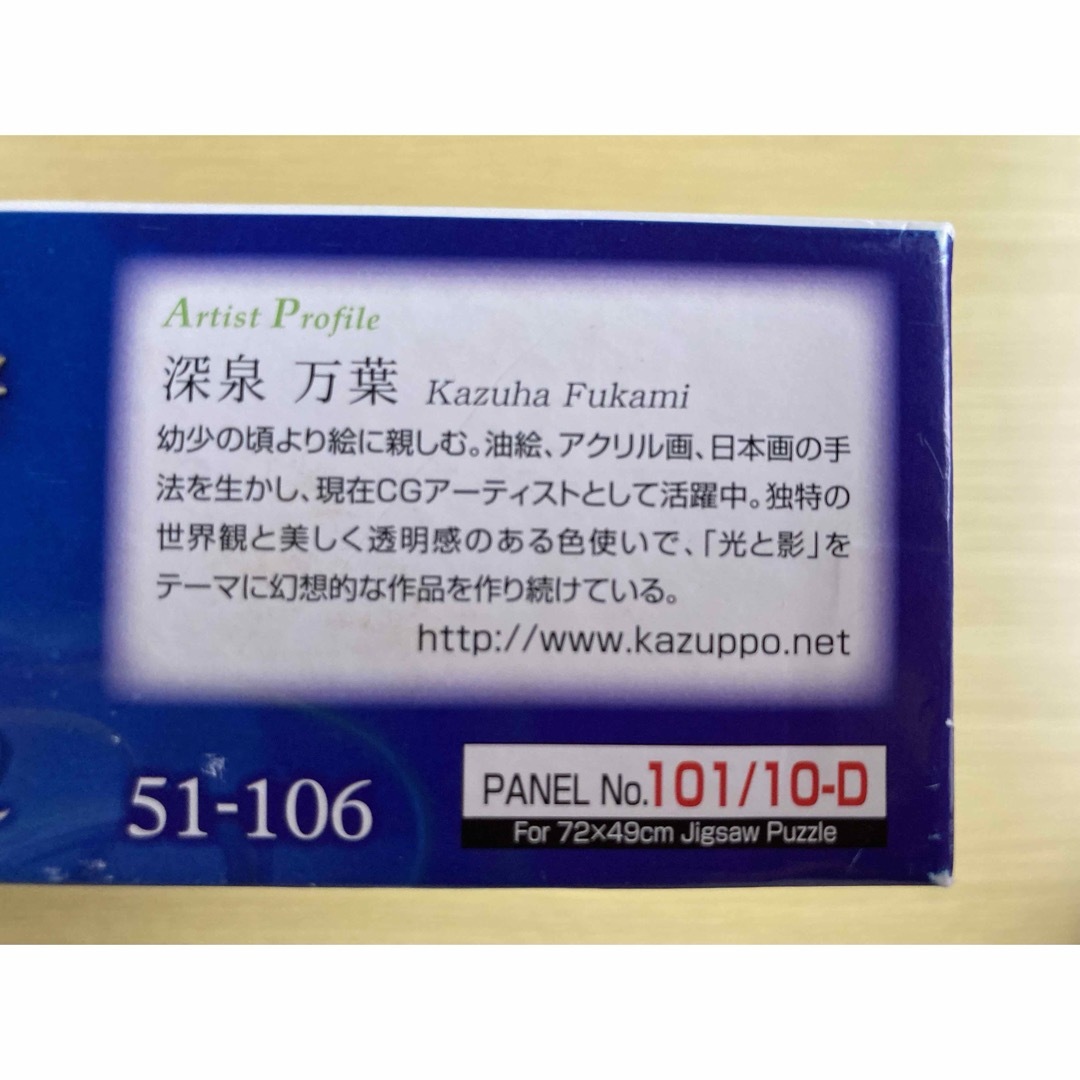 Artist Profile
深泉 万葉 Kazuha Fukami
幼少の頃より絵に親しむ。油絵、アクリル画、日本画の手
法を生かし、現在CGアーティストとして活躍中。独特の
世界観と美しく透明感のある色使いで、「光と影」を
テーマに幻想的な作品を作り続けている。
http://www.kazuppo.net
51-106
PANEL No.101/10-D
For 72×49cm Jigsaw Puzzle